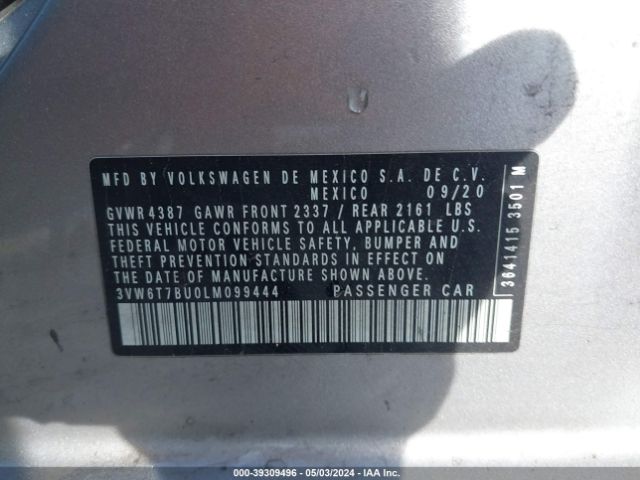 MFD BY VOLKSWAGEN DE MEXICO S.A. DE C.V.
MEXICO 09/20
GVWR 4387 GAWR FRONT 2337 / REAR 2161 LBS
THIS VEHICLE CONFORMS TO ALL APPLICABLE U.S.
FEDERAL MOTOR VEHICLE SAFETY, BUMPER AND
THEFT PREVENTION STANDARDS IN EFFECT ON
THE DATE OF MANUFACTURE SHOWN ABOVE.
3VW6T7BU0LM099444 PASSENGER CAR
3641415 3501 M
000-39309496 - 05/03/2024 - IAA Inc.